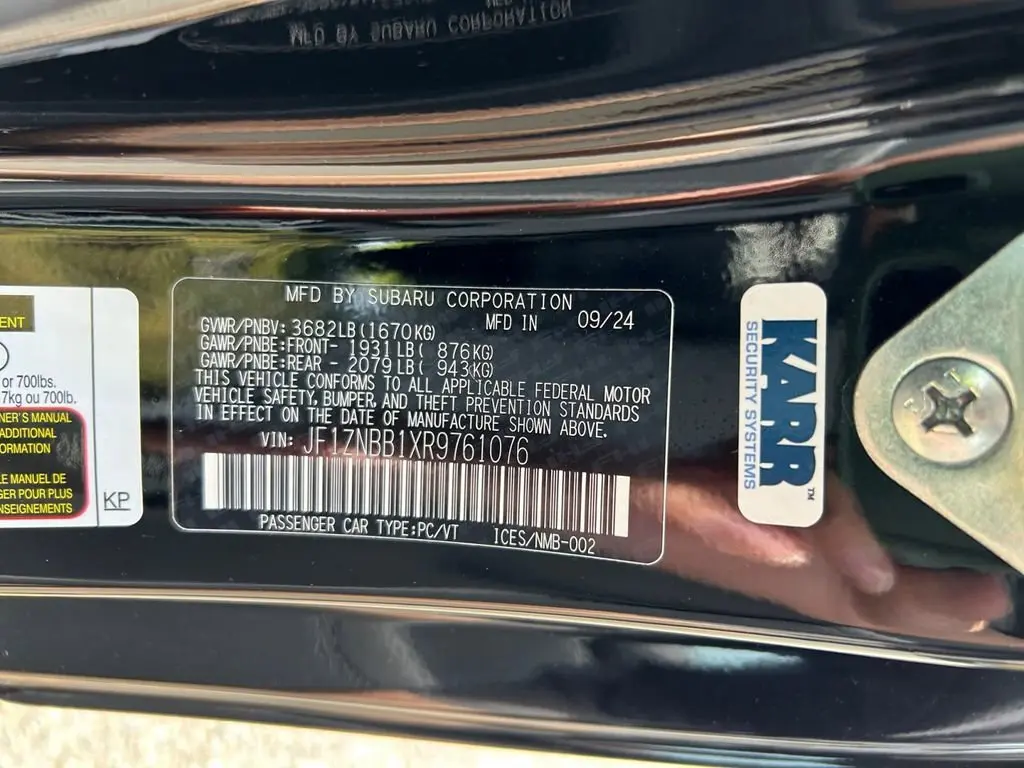 MFD BY SUBARU CORPORATION
MFD BY SUBARU CORPORATION
GVWR/PNBV: 3682LB(1670KG) MFD IN 09/24
GAWR/PNBE:FRONT- 1931LB( 876KG)
GAWR/PNBE:REAR - 2079LB( 943KG)
THIS VEHICLE CONFORMS TO ALL APPLICABLE FEDERAL MOTOR
VEHICLE SAFETY, BUMPER, AND THEFT PREVENTION STANDARDS
IN EFFECT ON THE DATE OF MANUFACTURE SHOWN ABOVE.
VIN: JF1ZNBB1XR9761076
PASSENGER CAR TYPE:PC/VT ICES/NMB-002
or 700lbs.
7kg ou 700lb.
NER'S MANUAL
ADDITIONAL
ORMATION
LE MANUEL DE
GER POUR PLUS
NSEIGNEMENTS
KP
KARR
TM
SECURITY SYSTEMS